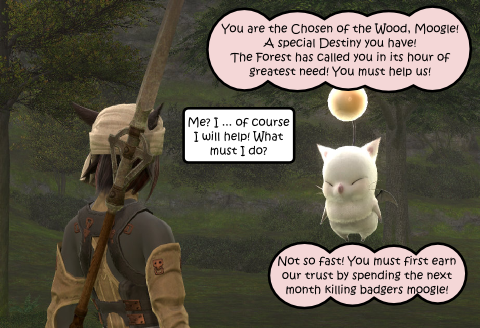 You are the Chosen of the Wood, Moogle!
A special Destiny you have!
The Forest has called you in its hour of
greatest need! You must help us!
Me? I ... of course
I will help! What
must I do?
Not so fast! You must first earn
our trust by spending the next
month killing badgers moogle!